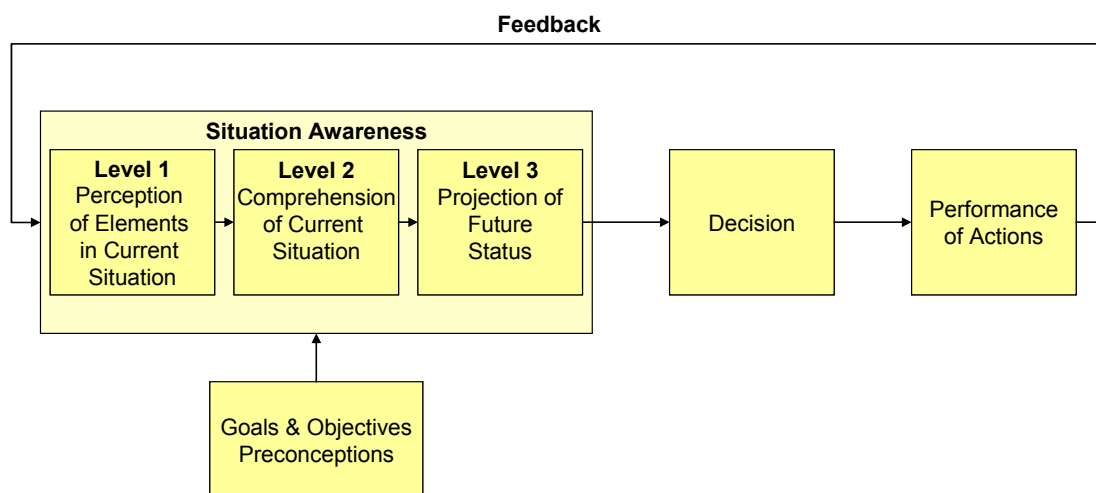 Feedback
Situation Awareness
Level 1
Perception
of Elements
in Current
Situation
Level 2
Comprehension
of Current
Situation
Level 3
Projection of
Future
Status
Decision
Performance
of Actions
Goals & Objectives
Preconceptions